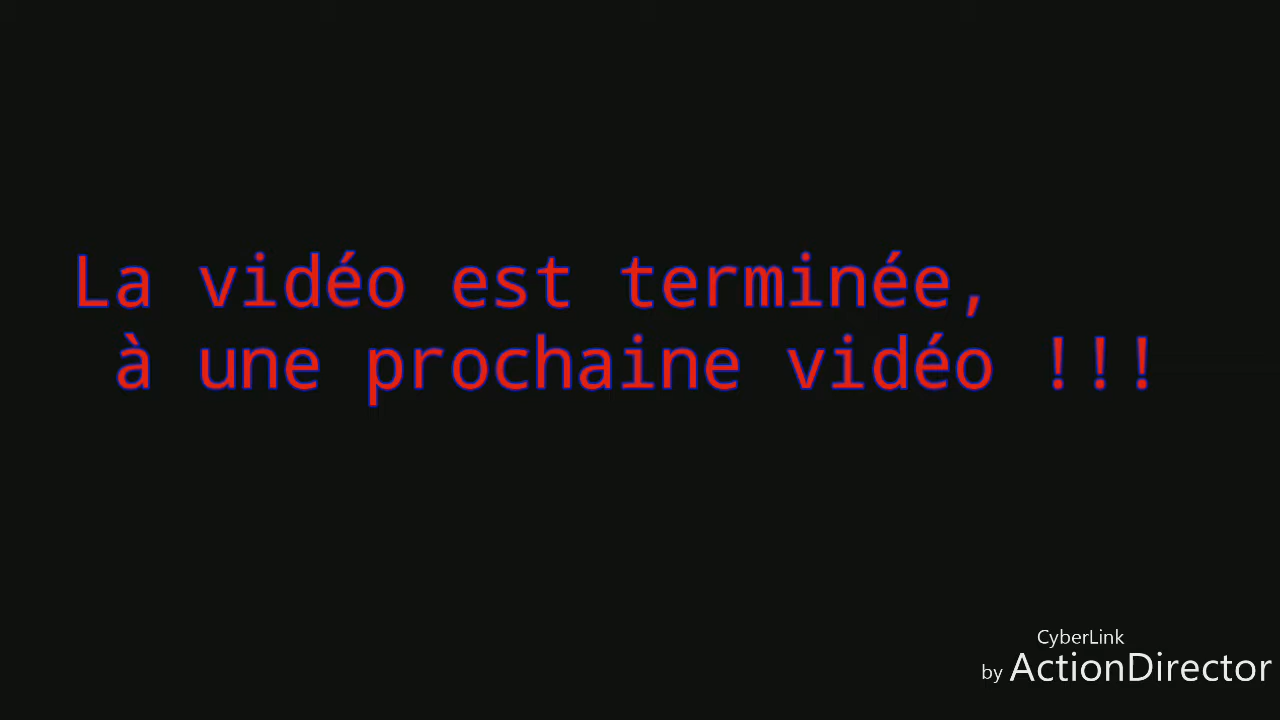 La vidéo est terminée,
à une prochaine vidéo !!!
CyberLink
by ActionDirector